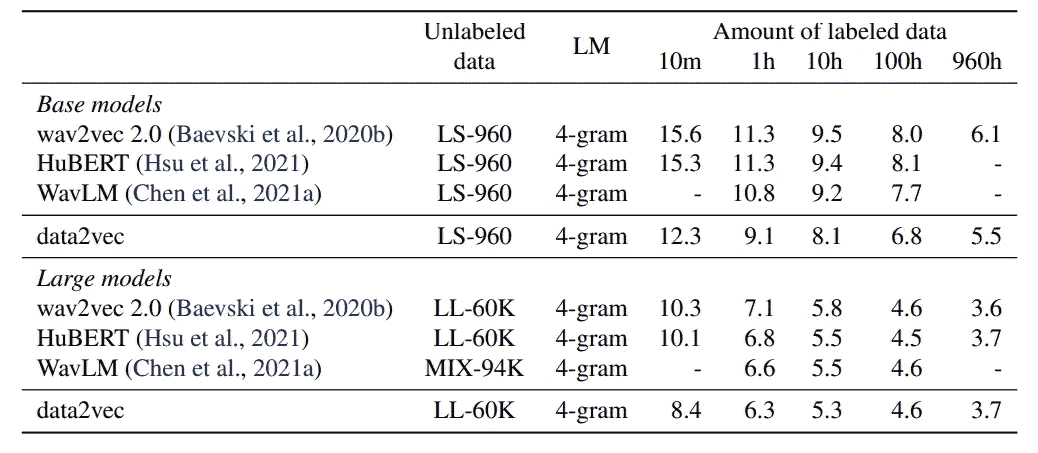 Unlabeled data LM Amount of labeled data
10m 1h 10h 100h 960h
Base models
wav2vec 2.0 (Baevski et al., 2020b) LS-960 4-gram 15.6 11.3 9.5 8.0 6.1
HuBERT (Hsu et al., 2021) LS-960 4-gram 15.3 11.3 9.4 8.1 -
WavLM (Chen et al., 2021a) LS-960 4-gram - 10.8 9.2 7.7 -
data2vec LS-960 4-gram 12.3 9.1 8.1 6.8 5.5
Large models
wav2vec 2.0 (Baevski et al., 2020b) LL-60K 4-gram 10.3 7.1 5.8 4.6 3.6
HuBERT (Hsu et al., 2021) LL-60K 4-gram 10.1 6.8 5.5 4.5 3.7
WavLM (Chen et al., 2021a) MIX-94K 4-gram - 6.6 5.5 4.6 -
data2vec LL-60K 4-gram 8.4 6.3 5.3 4.6 3.7